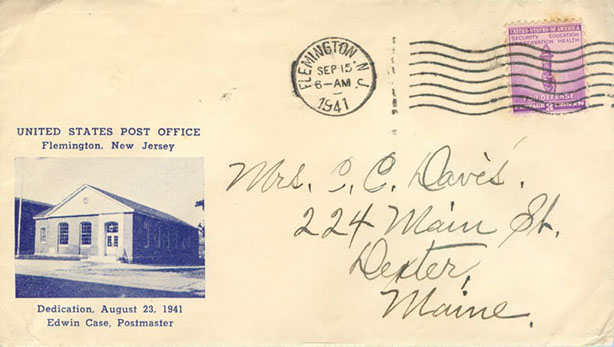 FLEMINGTON, N.
SEP 15
6-AM
1941
UNITED STATES OF AMERICA
SECURITY EDUCATION
CONSERVATION HEALTH
FOR DEFENSE
3
UNITED STATES POST OFFICE
Flemington, New Jersey
Dedication, August 23, 1941
Edwin Case, Postmaster
Mrs. C. C. Davis.
224 Main St.
Dexter,
Maine.